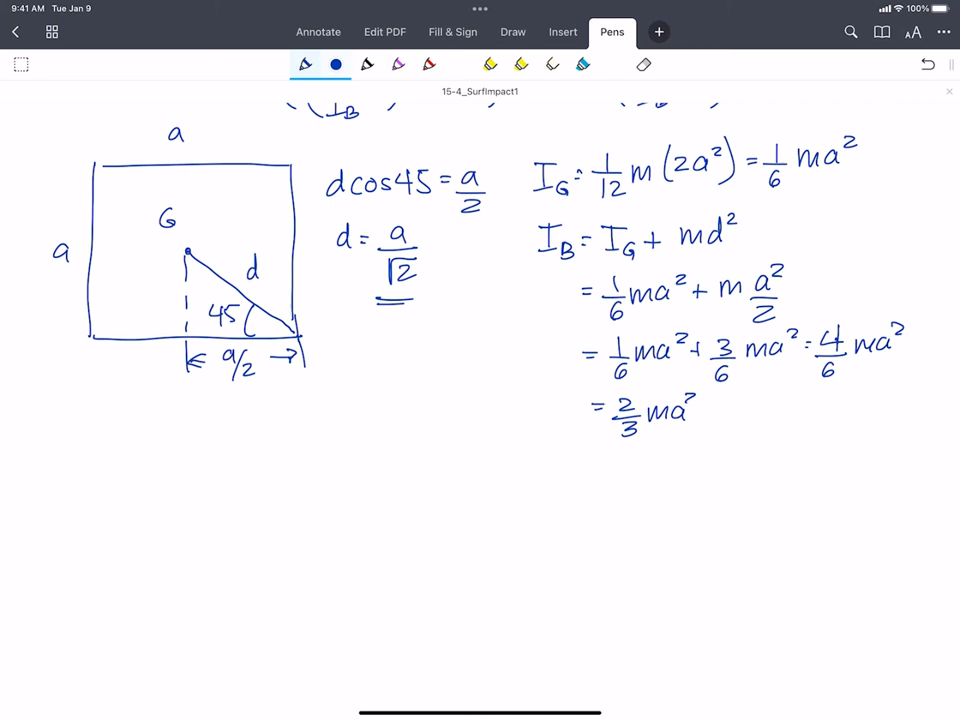 9:41 AM Tue Jan 9
100%
Annotate Edit PDF Fill & Sign Draw Insert Pens
AA
15-4_SurfImpact1
a
a
G
d
45
a/2
d cos45 = a/2
d = a/√2
I_G = 1/12 m (2a²) = 1/6 ma²
I_B = I_G + md²
= 1/6 ma² + m a²/2
= 1/6 ma² + 3/6 ma² = 4/6 ma²
= 2/3 ma²